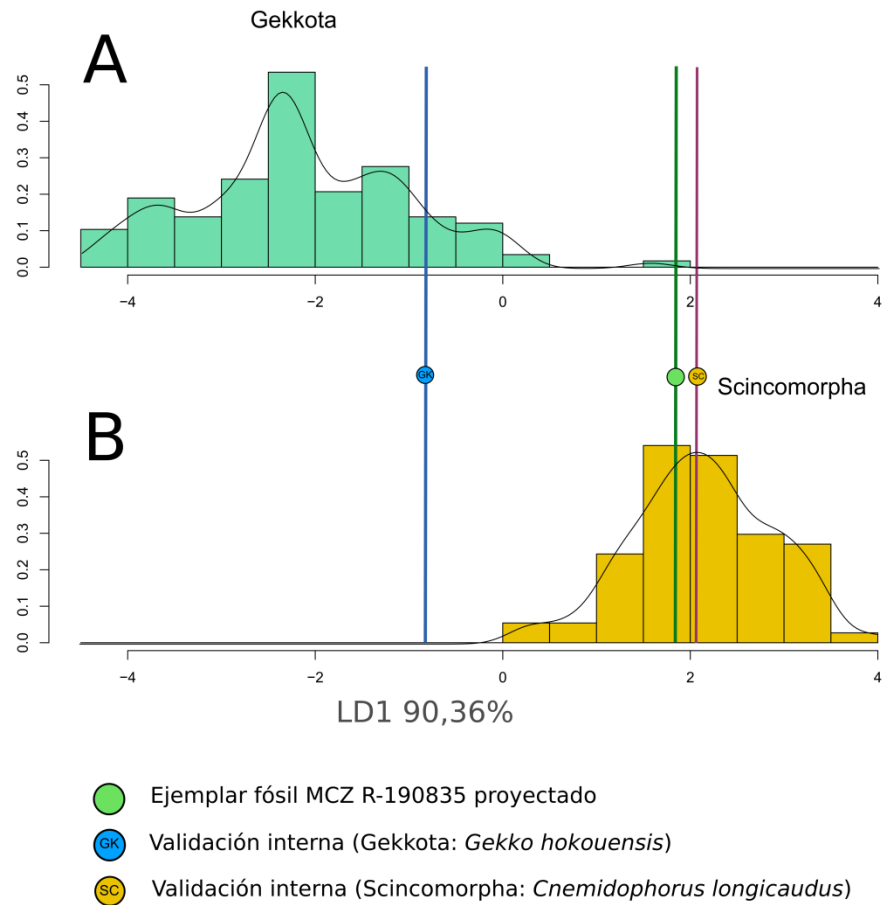 Gekkota
A
0.5
0.4
0.3
0.2
0.1
0.0
−4 −2 0 2 4
GK SC
Scincomorpha
B
0.5
0.4
0.3
0.2
0.1
0.0
−4 −2 0 2 4
LD1 90,36%
Ejemplar fósil MCZ R-190835 proyectado
GK Validación interna (Gekkota: Gekko hokouensis)
SC Validación interna (Scincomorpha: Cnemidophorus longicaudus)